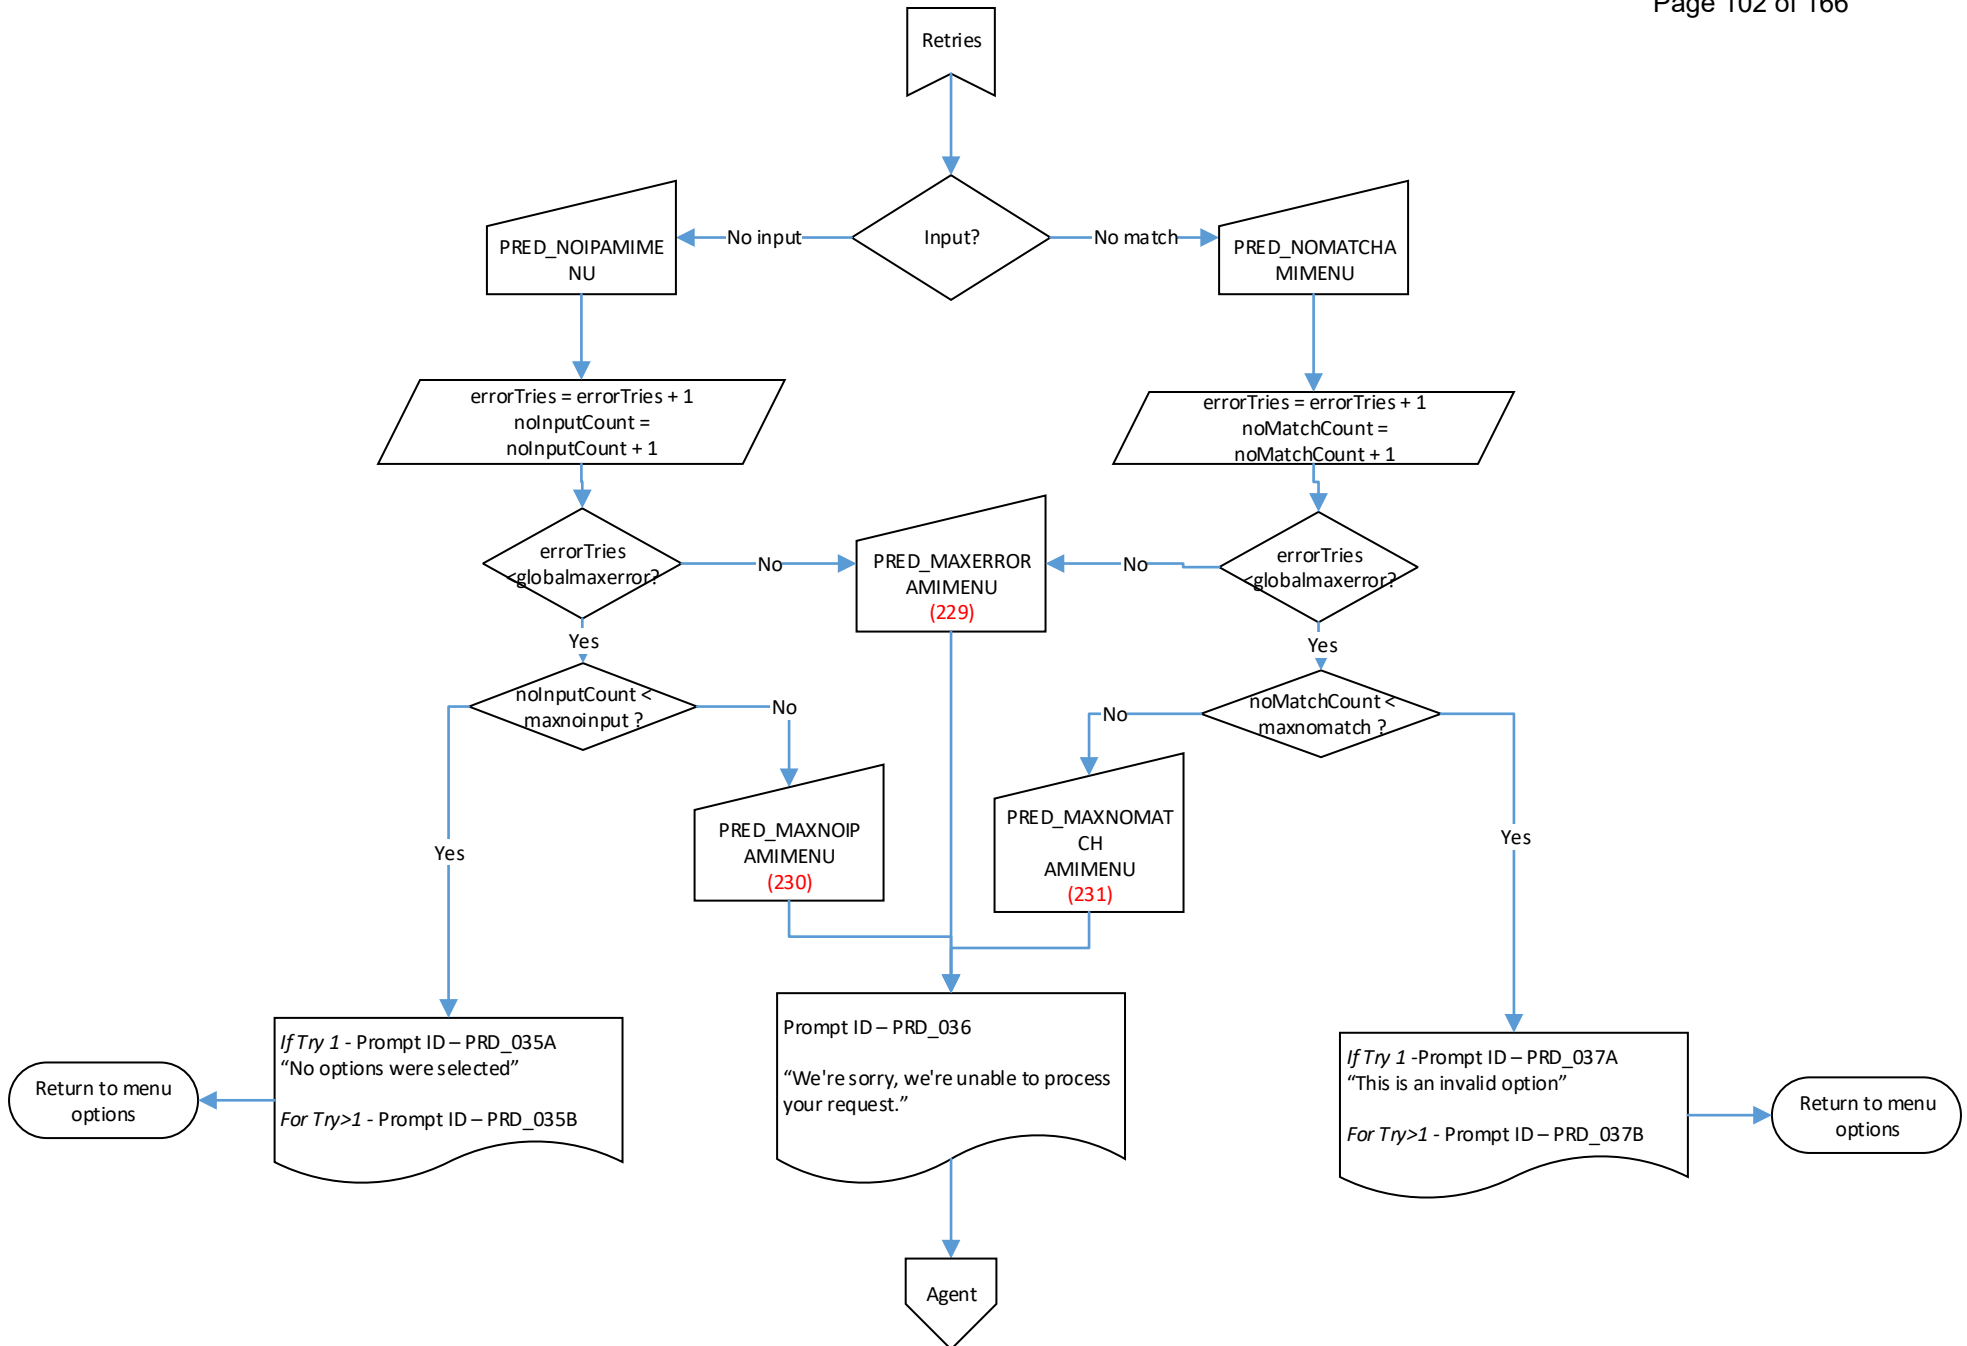 Page 102 of 166
Retries
Input?
No input
No match
PRED_NOIPAMIME
NU
PRED_NOMATCHA
MIMENU
errorTries = errorTries + 1
noInputCount =
noInputCount + 1
errorTries = errorTries + 1
noMatchCount =
noMatchCount + 1
errorTries
<globalmaxerror?
No
PRED_MAXERROR
AMIMENU
(229)
No
errorTries
<globalmaxerror?
Yes
Yes
noInputCount <
maxnoinput ?
No
No
noMatchCount <
maxnomatch ?
PRED_MAXNOIP
AMIMENU
(230)
PRED_MAXNOMAT
CH
AMIMENU
(231)
Yes
Yes
If Try 1 - Prompt ID – PRD_035A
“No options were selected”
For Try>1 - Prompt ID – PRD_035B
Return to menu
options
Prompt ID – PRD_036
“We're sorry, we're unable to process
your request.”
If Try 1 -Prompt ID – PRD_037A
“This is an invalid option”
For Try>1 - Prompt ID – PRD_037B
Return to menu
options
Agent